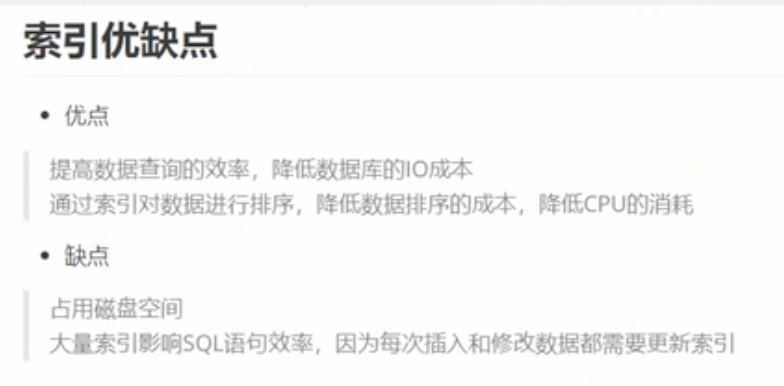 索引优缺点
优点
提高数据查询的效率，降低数据库的IO成本
通过索引对数据进行排序，降低数据排序的成本，降低CPU的消耗
缺点
占用磁盘空间
大量索引影响SQL语句效率，因为每次插入和修改数据都需要更新索引